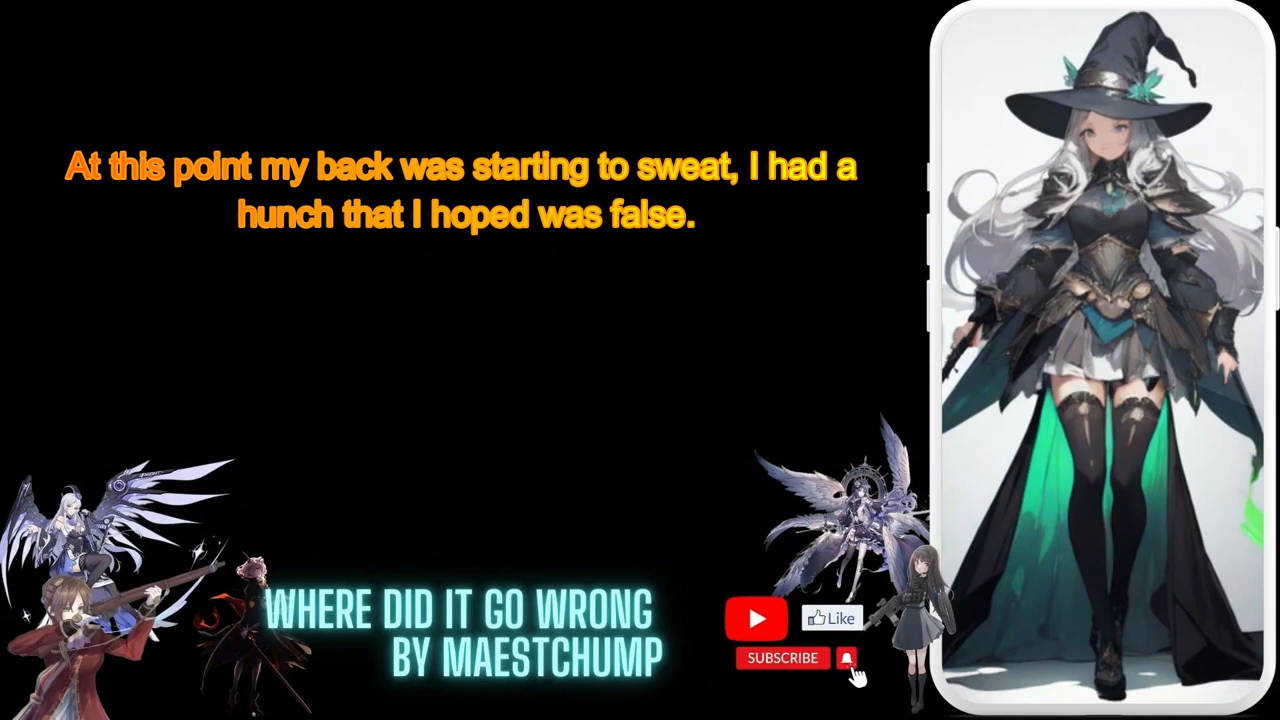 At this point my back was starting to sweat, I had a
hunch that I hoped was false.
WHERE DID IT GO WRONG
BY MAESTCHUMP
Like
SUBSCRIBE